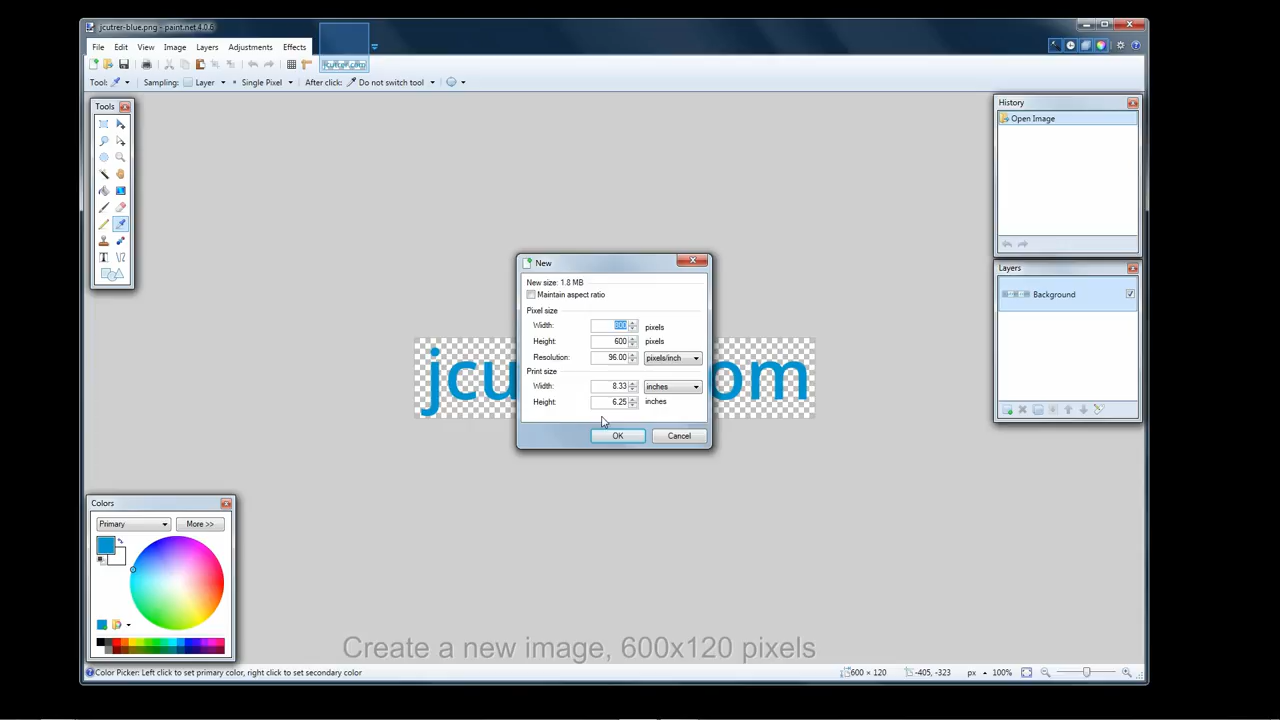 jcutrer-blue.png - paint.net 4.0.6
File Edit View Image Layers Adjustments Effects
Tool: Sampling: Layer Single Pixel After click: Do not switch tool
Tools
History
Open Image
New
New size: 1.8 MB
Maintain aspect ratio
Pixel size
Width: 800 pixels
Height: 600 pixels
Resolution: 96.00 pixels/inch
Print size
Width: 8.33 inches
Height: 6.25 inches
OK Cancel
jcu om
Layers
Background
Colors
Primary More >>
Create a new image, 600x120 pixels
Color Picker: Left click to set primary color, right click to set secondary color 600 × 120 -405, -323 px 100%